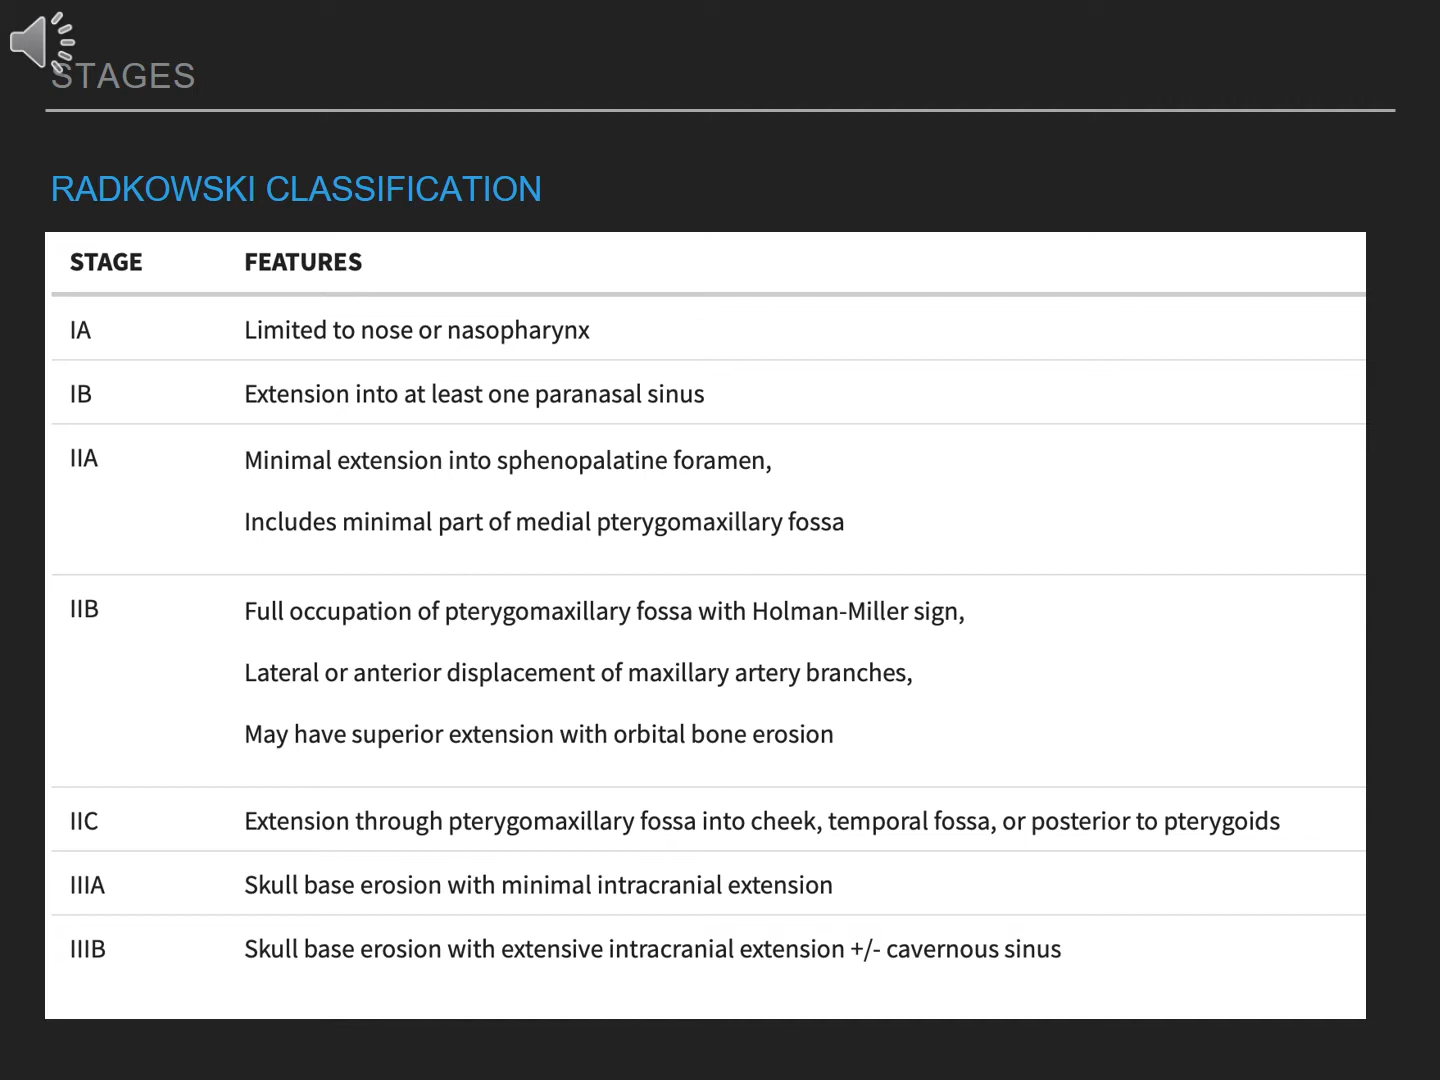 STAGES
RADKOWSKI CLASSIFICATION
STAGE FEATURES
IA Limited to nose or nasopharynx
IB Extension into at least one paranasal sinus
IIA Minimal extension into sphenopalatine foramen,
Includes minimal part of medial pterygomaxillary fossa
IIB Full occupation of pterygomaxillary fossa with Holman-Miller sign,
Lateral or anterior displacement of maxillary artery branches,
May have superior extension with orbital bone erosion
IIC Extension through pterygomaxillary fossa into cheek, temporal fossa, or posterior to pterygoids
IIIA Skull base erosion with minimal intracranial extension
IIIB Skull base erosion with extensive intracranial extension +/- cavernous sinus